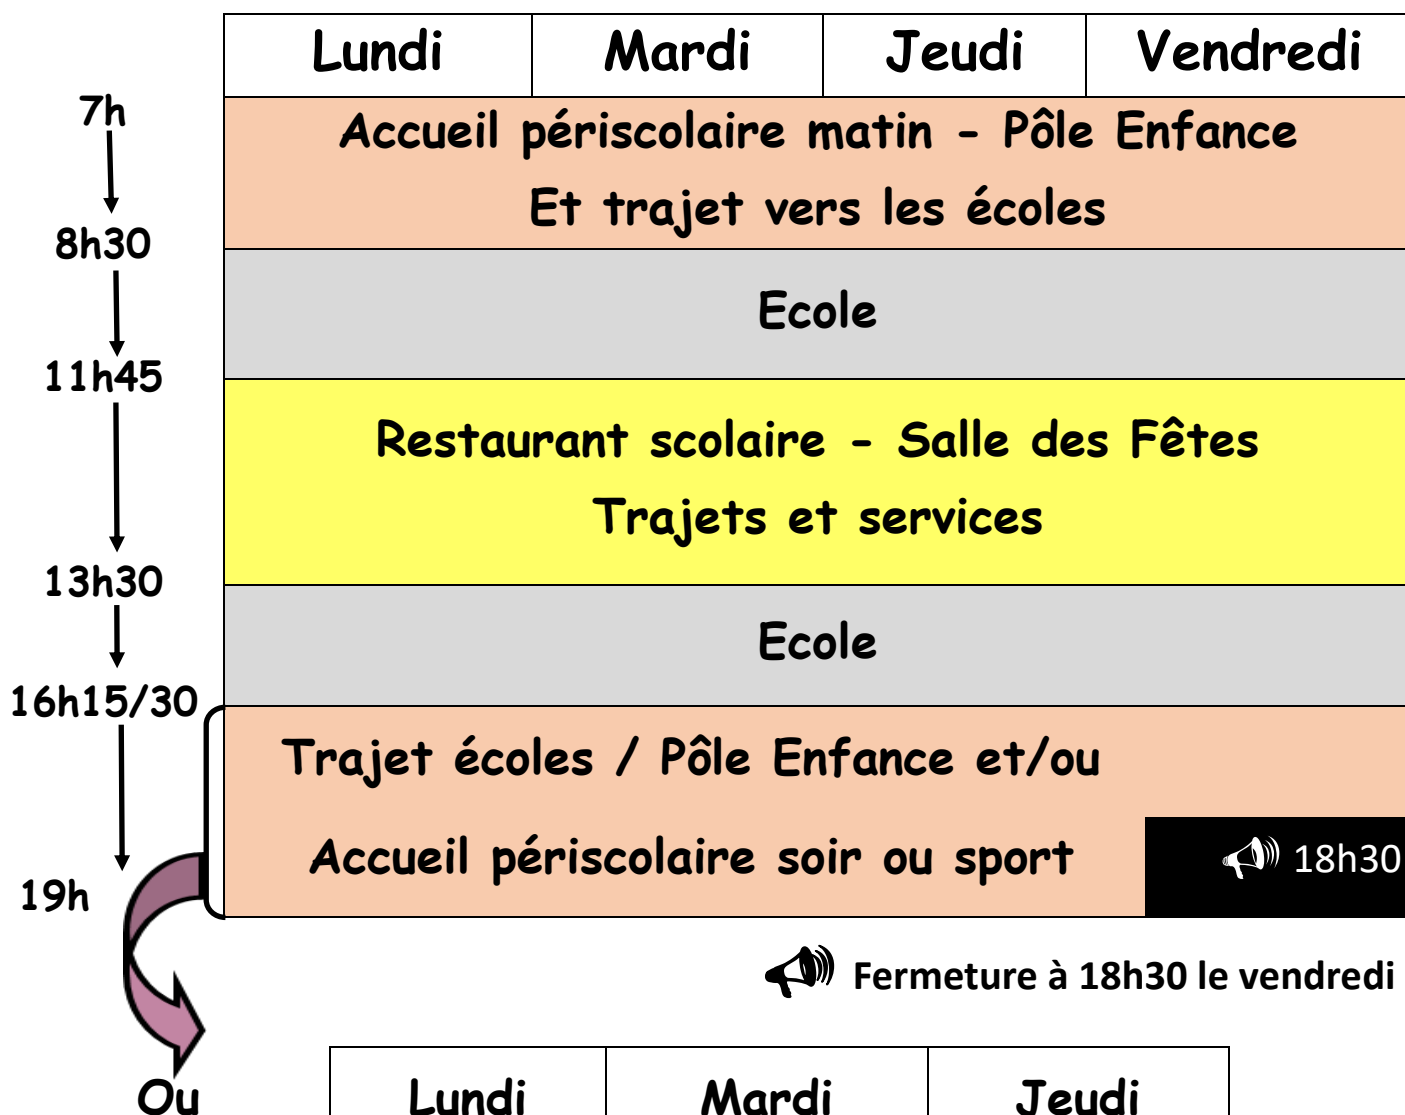 Lundi Mardi Jeudi Vendredi
7h
Accueil périscolaire matin - Pôle Enfance
Et trajet vers les écoles
8h30
Ecole
11h45
Restaurant scolaire - Salle des Fêtes
Trajets et services
13h30
Ecole
16h15/30
Trajet écoles / Pôle Enfance et/ou
Accueil périscolaire soir ou sport
18h30
19h
Fermeture à 18h30 le vendredi
Ou
Lundi Mardi Jeudi